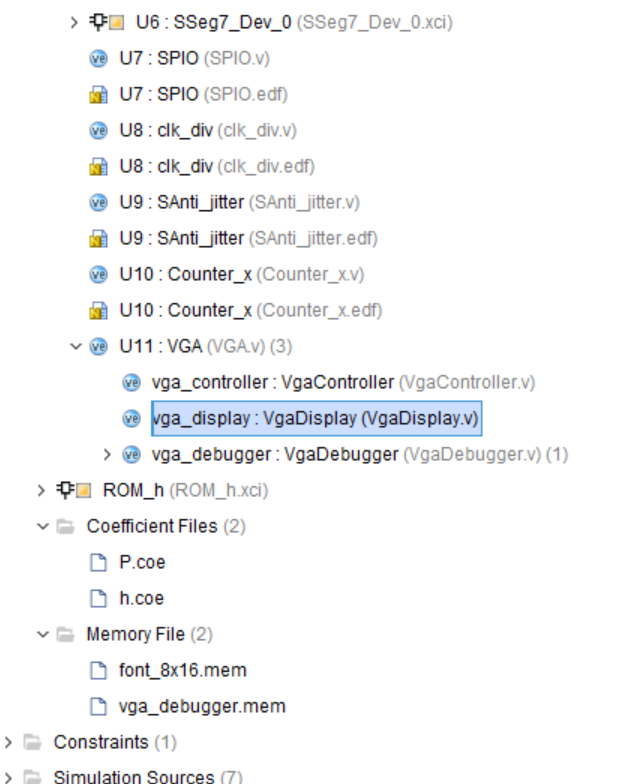 U6 : SSeg7_Dev_0 (SSeg7_Dev_0.xci)
U7 : SPIO (SPIO.v)
U7 : SPIO (SPIO.edf)
U8 : clk_div (clk_div.v)
U8 : clk_div (clk_div.edf)
U9 : SAnti_jitter (SAnti_jitter.v)
U9 : SAnti_jitter (SAnti_jitter.edf)
U10 : Counter_x (Counter_x.v)
U10 : Counter_x (Counter_x.edf)
U11 : VGA (VGA.v) (3)
vga_controller : VgaController (VgaController.v)
vga_display : VgaDisplay (VgaDisplay.v)
vga_debugger : VgaDebugger (VgaDebugger.v) (1)
ROM_h (ROM_h.xci)
Coefficient Files (2)
P.coe
h.coe
Memory File (2)
font_8x16.mem
vga_debugger.mem
Constraints (1)
Simulation Sources (7)